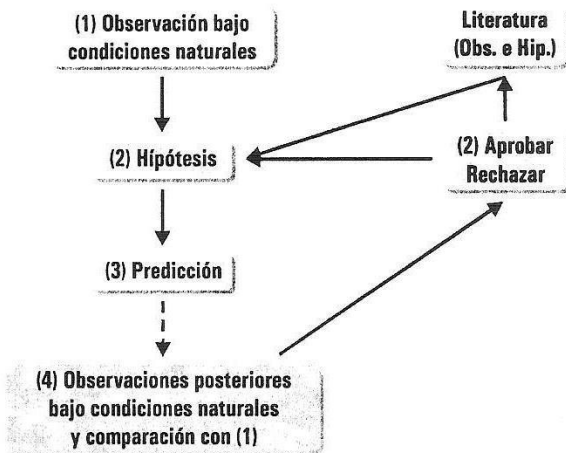 (1) Observación bajo
condiciones naturales
Literatura
(Obs. e Hip.)
(2) Hípótesis
(2) Aprobar
Rechazar
(3) Predicción
(4) Observaciones posteriores
bajo condiciones naturales
y comparación con (1)